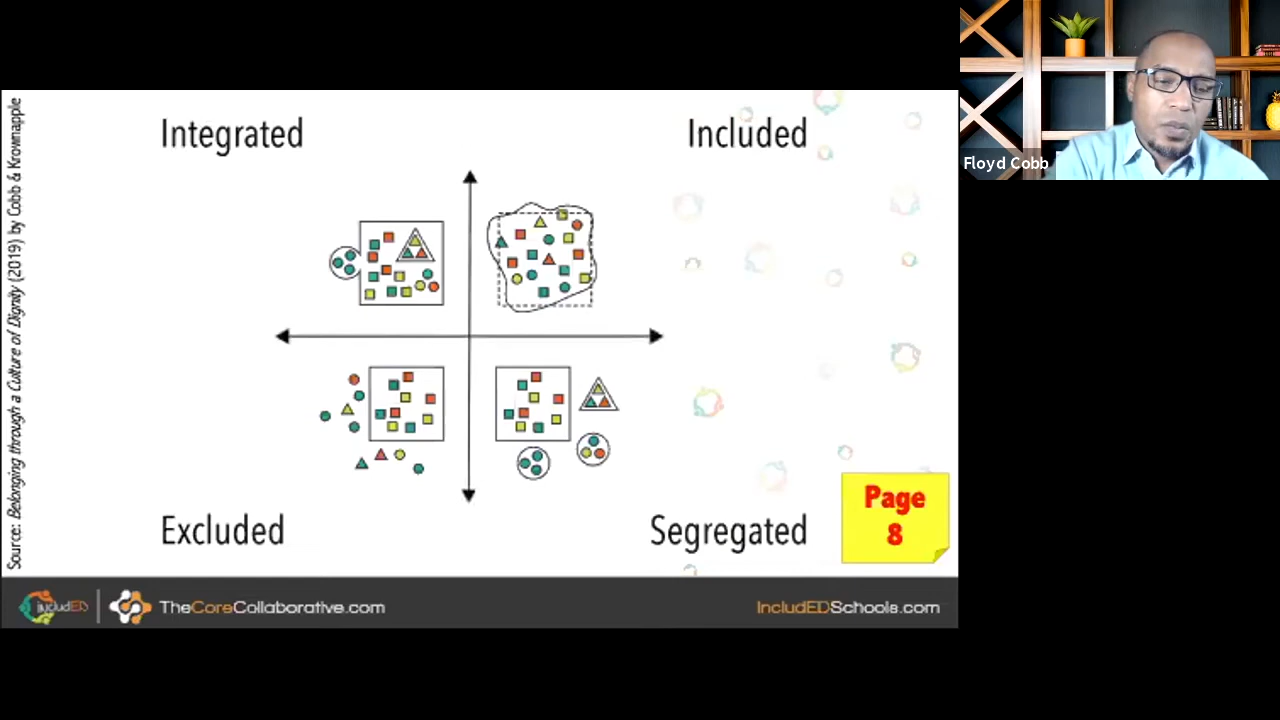 Integrated
Included
Floyd Cobb
Source: Belonging through a Culture of Dignity (2019) by Cobb & Krownapple
Excluded
Segregated
Page
8
includED
TheCoreCollaborative.com
IncludEDSchools.com